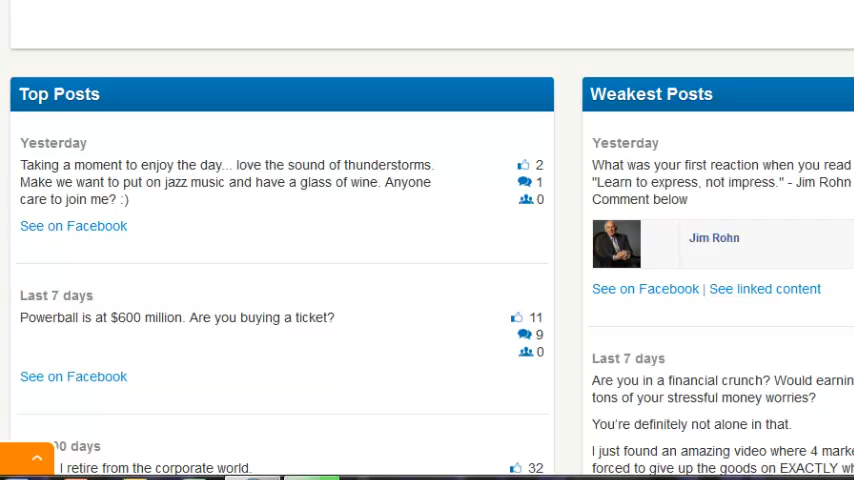 Top Posts
Yesterday
Taking a moment to enjoy the day... love the sound of thunderstorms.
Make we want to put on jazz music and have a glass of wine. Anyone
care to join me? :)
2
1
0
See on Facebook
Last 7 days
Powerball is at $600 million. Are you buying a ticket?
11
9
0
See on Facebook
00 days
I retire from the corporate world.
32
Weakest Posts
Yesterday
What was your first reaction when you read
"Learn to express, not impress." - Jim Rohn
Comment below
Jim Rohn
See on Facebook | See linked content
Last 7 days
Are you in a financial crunch? Would earnin
tons of your stressful money worries?
You're definitely not alone in that.
I just found an amazing video where 4 marke
forced to give up the goods on EXACTLY wh